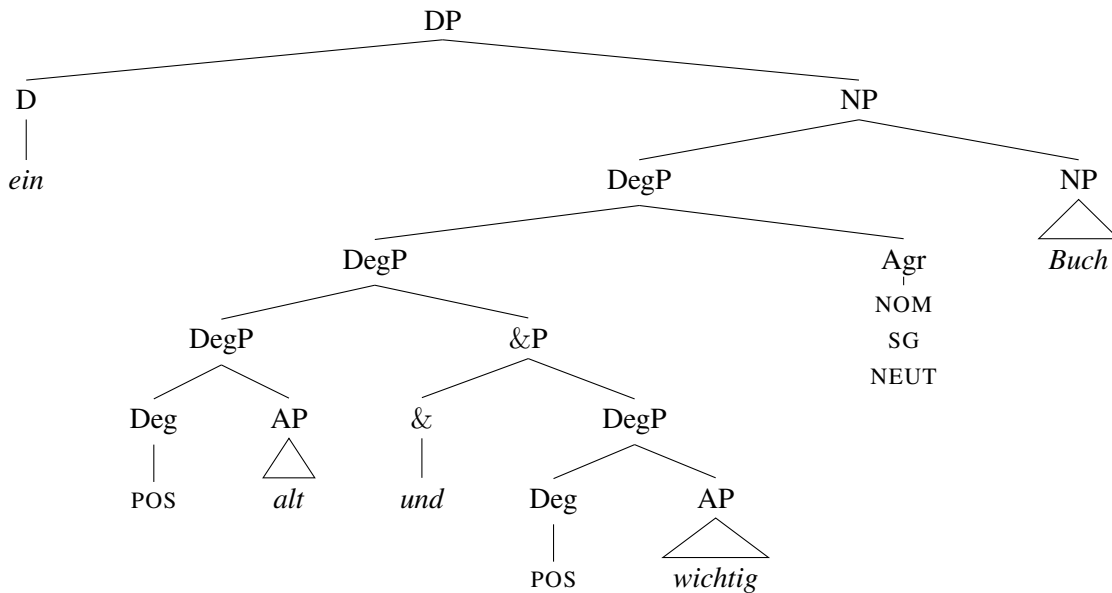 DP
D NP
ein DegP NP
DegP Agr Buch
NOM
DegP &P SG
NEUT
Deg AP & DegP
POS alt und Deg AP
POS wichtig